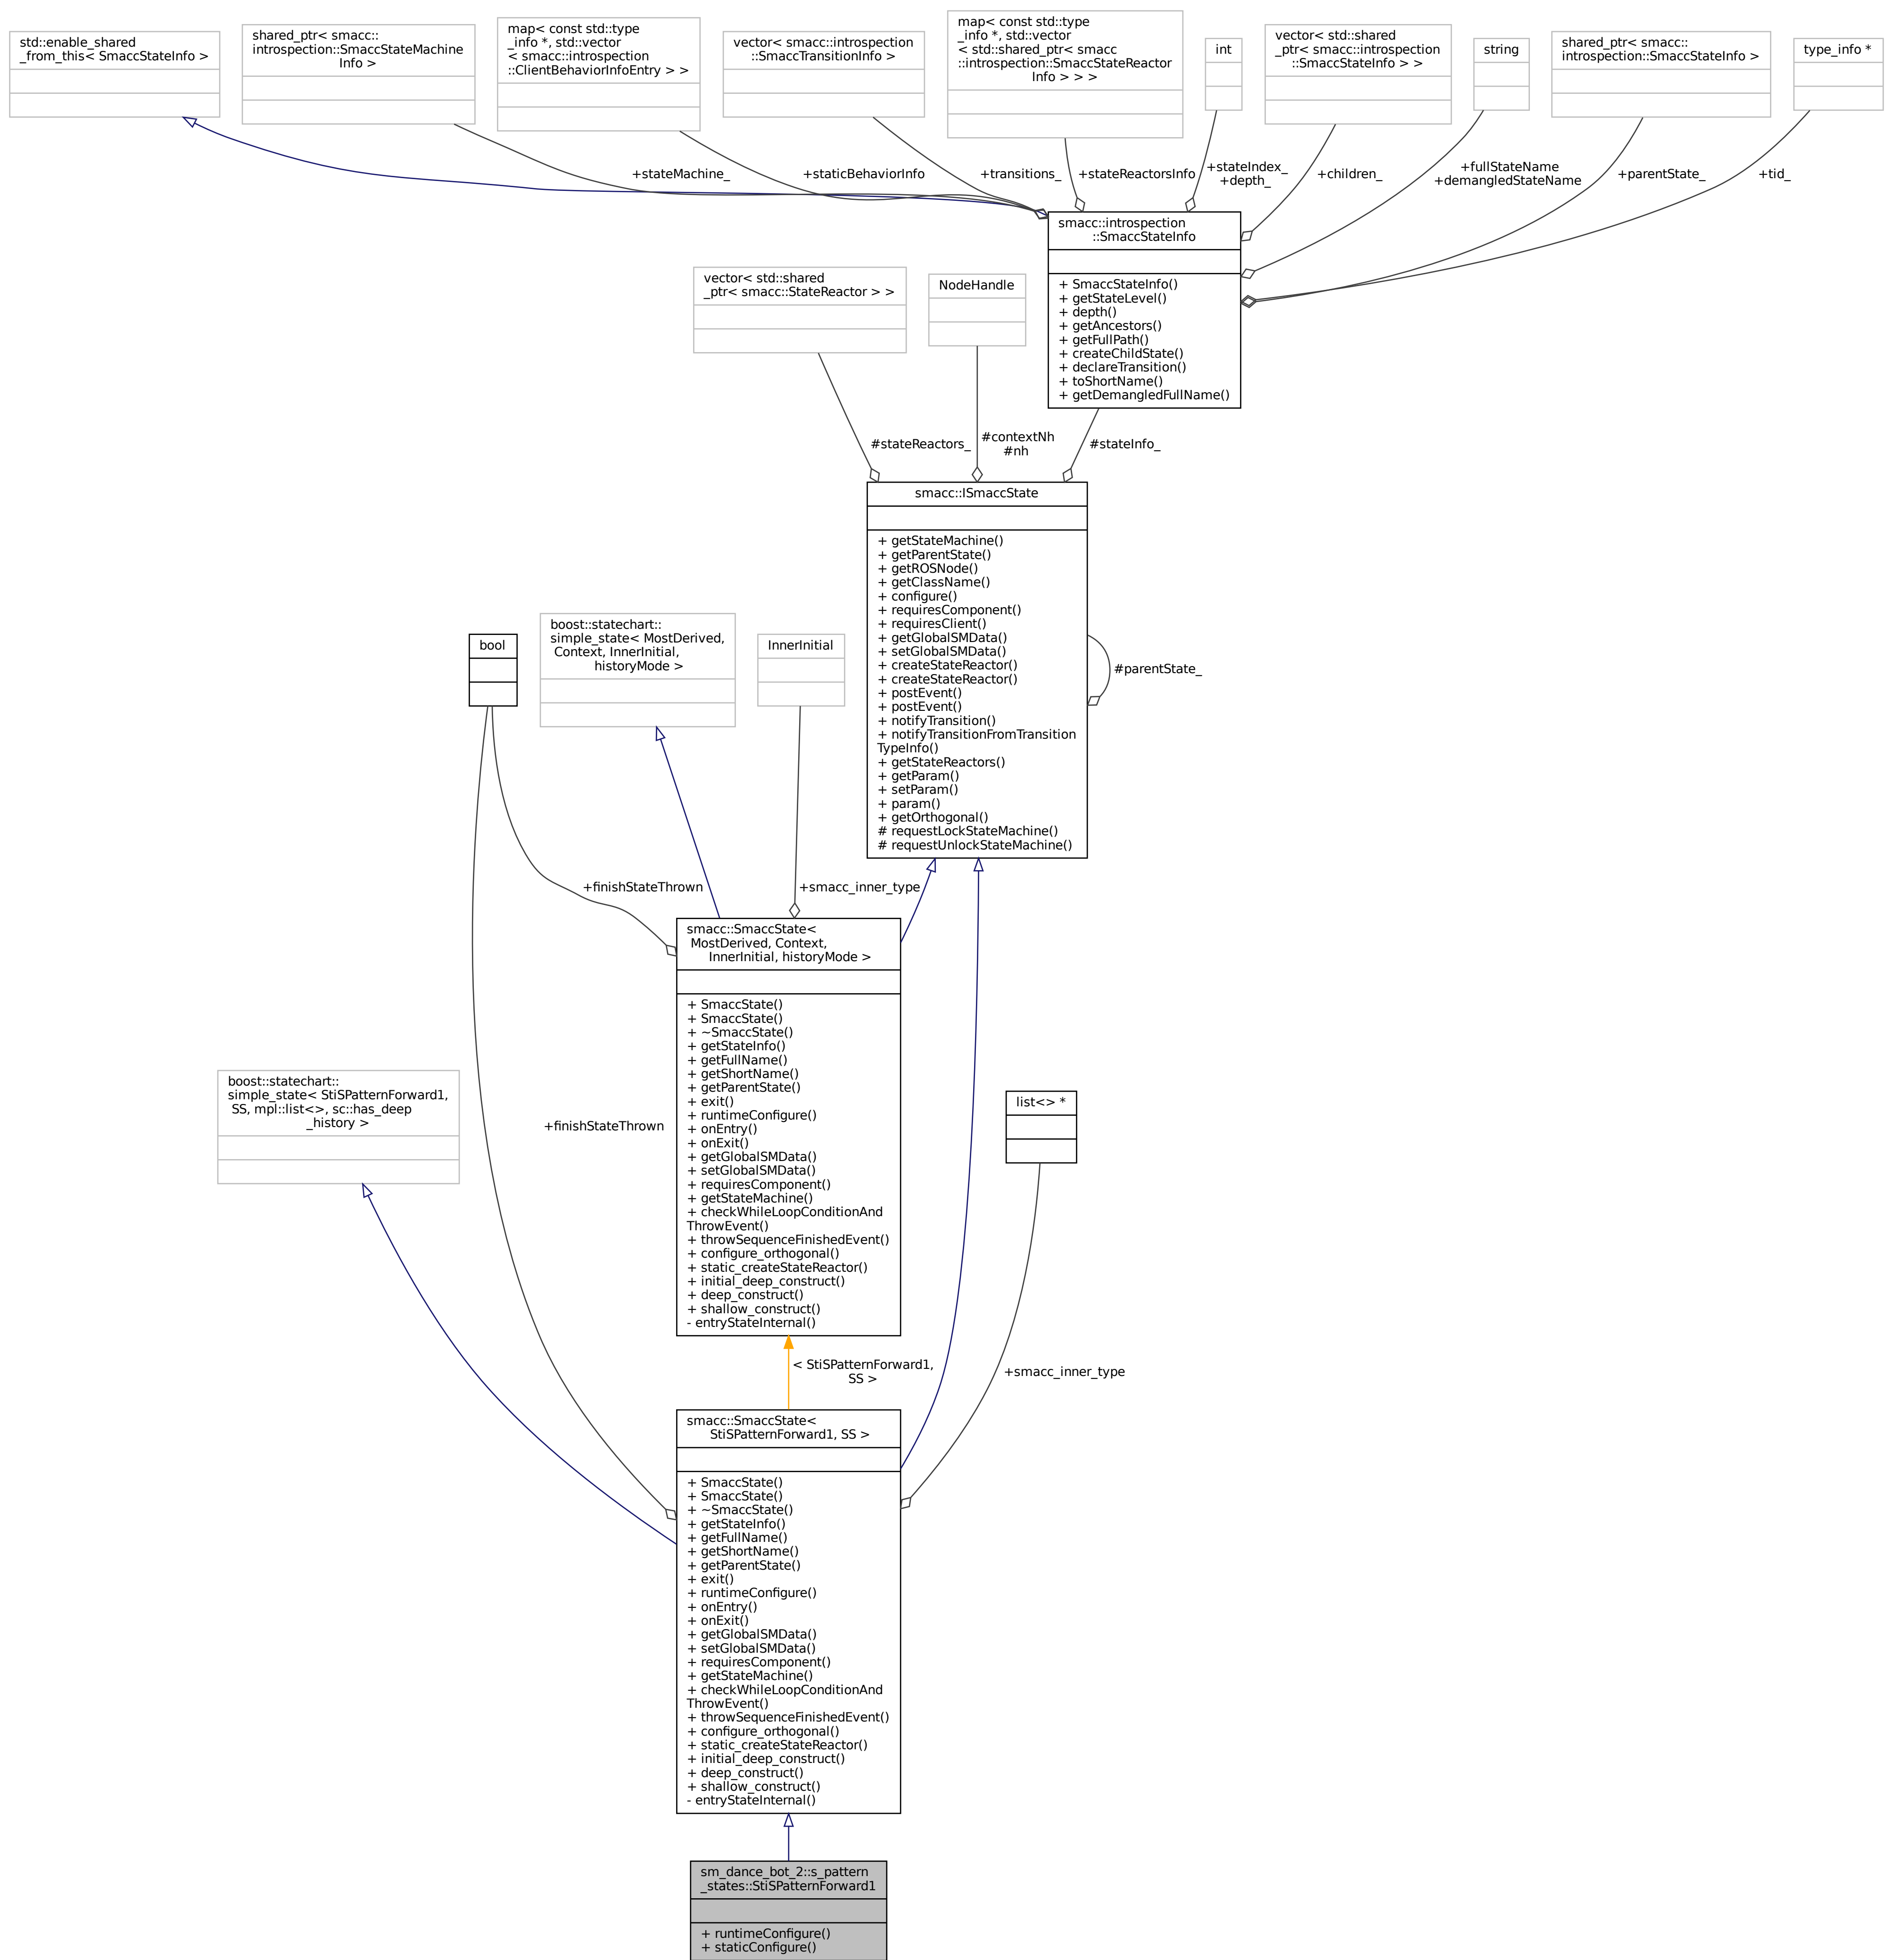 std::enable_shared
_from_this< SmaccStateInfo >
shared_ptr< smacc::
introspection::SmaccStateMachine
Info >
map< const std::type
_info *, std::vector
< smacc::introspection
::ClientBehaviorInfoEntry > >
vector< smacc::introspection
::SmaccTransitionInfo >
map< const std::type
_info *, std::vector
< std::shared_ptr< smacc
::introspection::SmaccStateReactor
Info > > >
int
vector< std::shared
_ptr< smacc::introspection
::SmaccStateInfo > >
string
shared_ptr< smacc::
introspection::SmaccStateInfo >
type_info *
+stateMachine_
+staticBehaviorInfo
+transitions_
+stateReactorsInfo
+stateIndex_
+depth_
+children_
+fullStateName
+demangledStateName
+parentState_
+tid_
smacc::introspection
::SmaccStateInfo
+ SmaccStateInfo()
+ getStateLevel()
+ depth()
+ getAncestors()
+ getFullPath()
+ createChildState()
+ declareTransition()
+ toShortName()
+ getDemangledFullName()
vector< std::shared
_ptr< smacc::StateReactor > >
NodeHandle
#stateReactors_
#contextNh
#nh
#stateInfo_
smacc::ISmaccState
+ getStateMachine()
+ getParentState()
+ getROSNode()
+ getClassName()
+ configure()
+ requiresComponent()
+ requiresClient()
+ getGlobalSMData()
+ setGlobalSMData()
+ createStateReactor()
+ createStateReactor()
+ postEvent()
+ postEvent()
+ notifyTransition()
+ notifyTransitionFromTransition
TypeInfo()
+ getStateReactors()
+ getParam()
+ setParam()
+ param()
+ getOrthogonal()
# requestLockStateMachine()
# requestUnlockStateMachine()
#parentState_
bool
boost::statechart::
simple_state< MostDerived,
Context, InnerInitial,
historyMode >
InnerInitial
+finishStateThrown
+smacc_inner_type
smacc::SmaccState<
MostDerived, Context,
InnerInitial, historyMode >
+ SmaccState()
+ SmaccState()
+ ~SmaccState()
+ getStateInfo()
+ getFullName()
+ getShortName()
+ getParentState()
+ exit()
+ runtimeConfigure()
+ onEntry()
+ onExit()
+ getGlobalSMData()
+ setGlobalSMData()
+ requiresComponent()
+ getStateMachine()
+ checkWhileLoopConditionAnd
ThrowEvent()
+ throwSequenceFinishedEvent()
+ configure_orthogonal()
+ static_createStateReactor()
+ initial_deep_construct()
+ deep_construct()
+ shallow_construct()
- entryStateInternal()
boost::statechart::
simple_state< StiSPatternForward1,
SS, mpl::list<>, sc::has_deep
_history >
+finishStateThrown
list<> *
< StiSPatternForward1,
SS >
+smacc_inner_type
smacc::SmaccState<
StiSPatternForward1, SS >
+ SmaccState()
+ SmaccState()
+ ~SmaccState()
+ getStateInfo()
+ getFullName()
+ getShortName()
+ getParentState()
+ exit()
+ runtimeConfigure()
+ onEntry()
+ onExit()
+ getGlobalSMData()
+ setGlobalSMData()
+ requiresComponent()
+ getStateMachine()
+ checkWhileLoopConditionAnd
ThrowEvent()
+ throwSequenceFinishedEvent()
+ configure_orthogonal()
+ static_createStateReactor()
+ initial_deep_construct()
+ deep_construct()
+ shallow_construct()
- entryStateInternal()
sm_dance_bot_2::s_pattern
_states::StiSPatternForward1
+ runtimeConfigure()
+ staticConfigure()